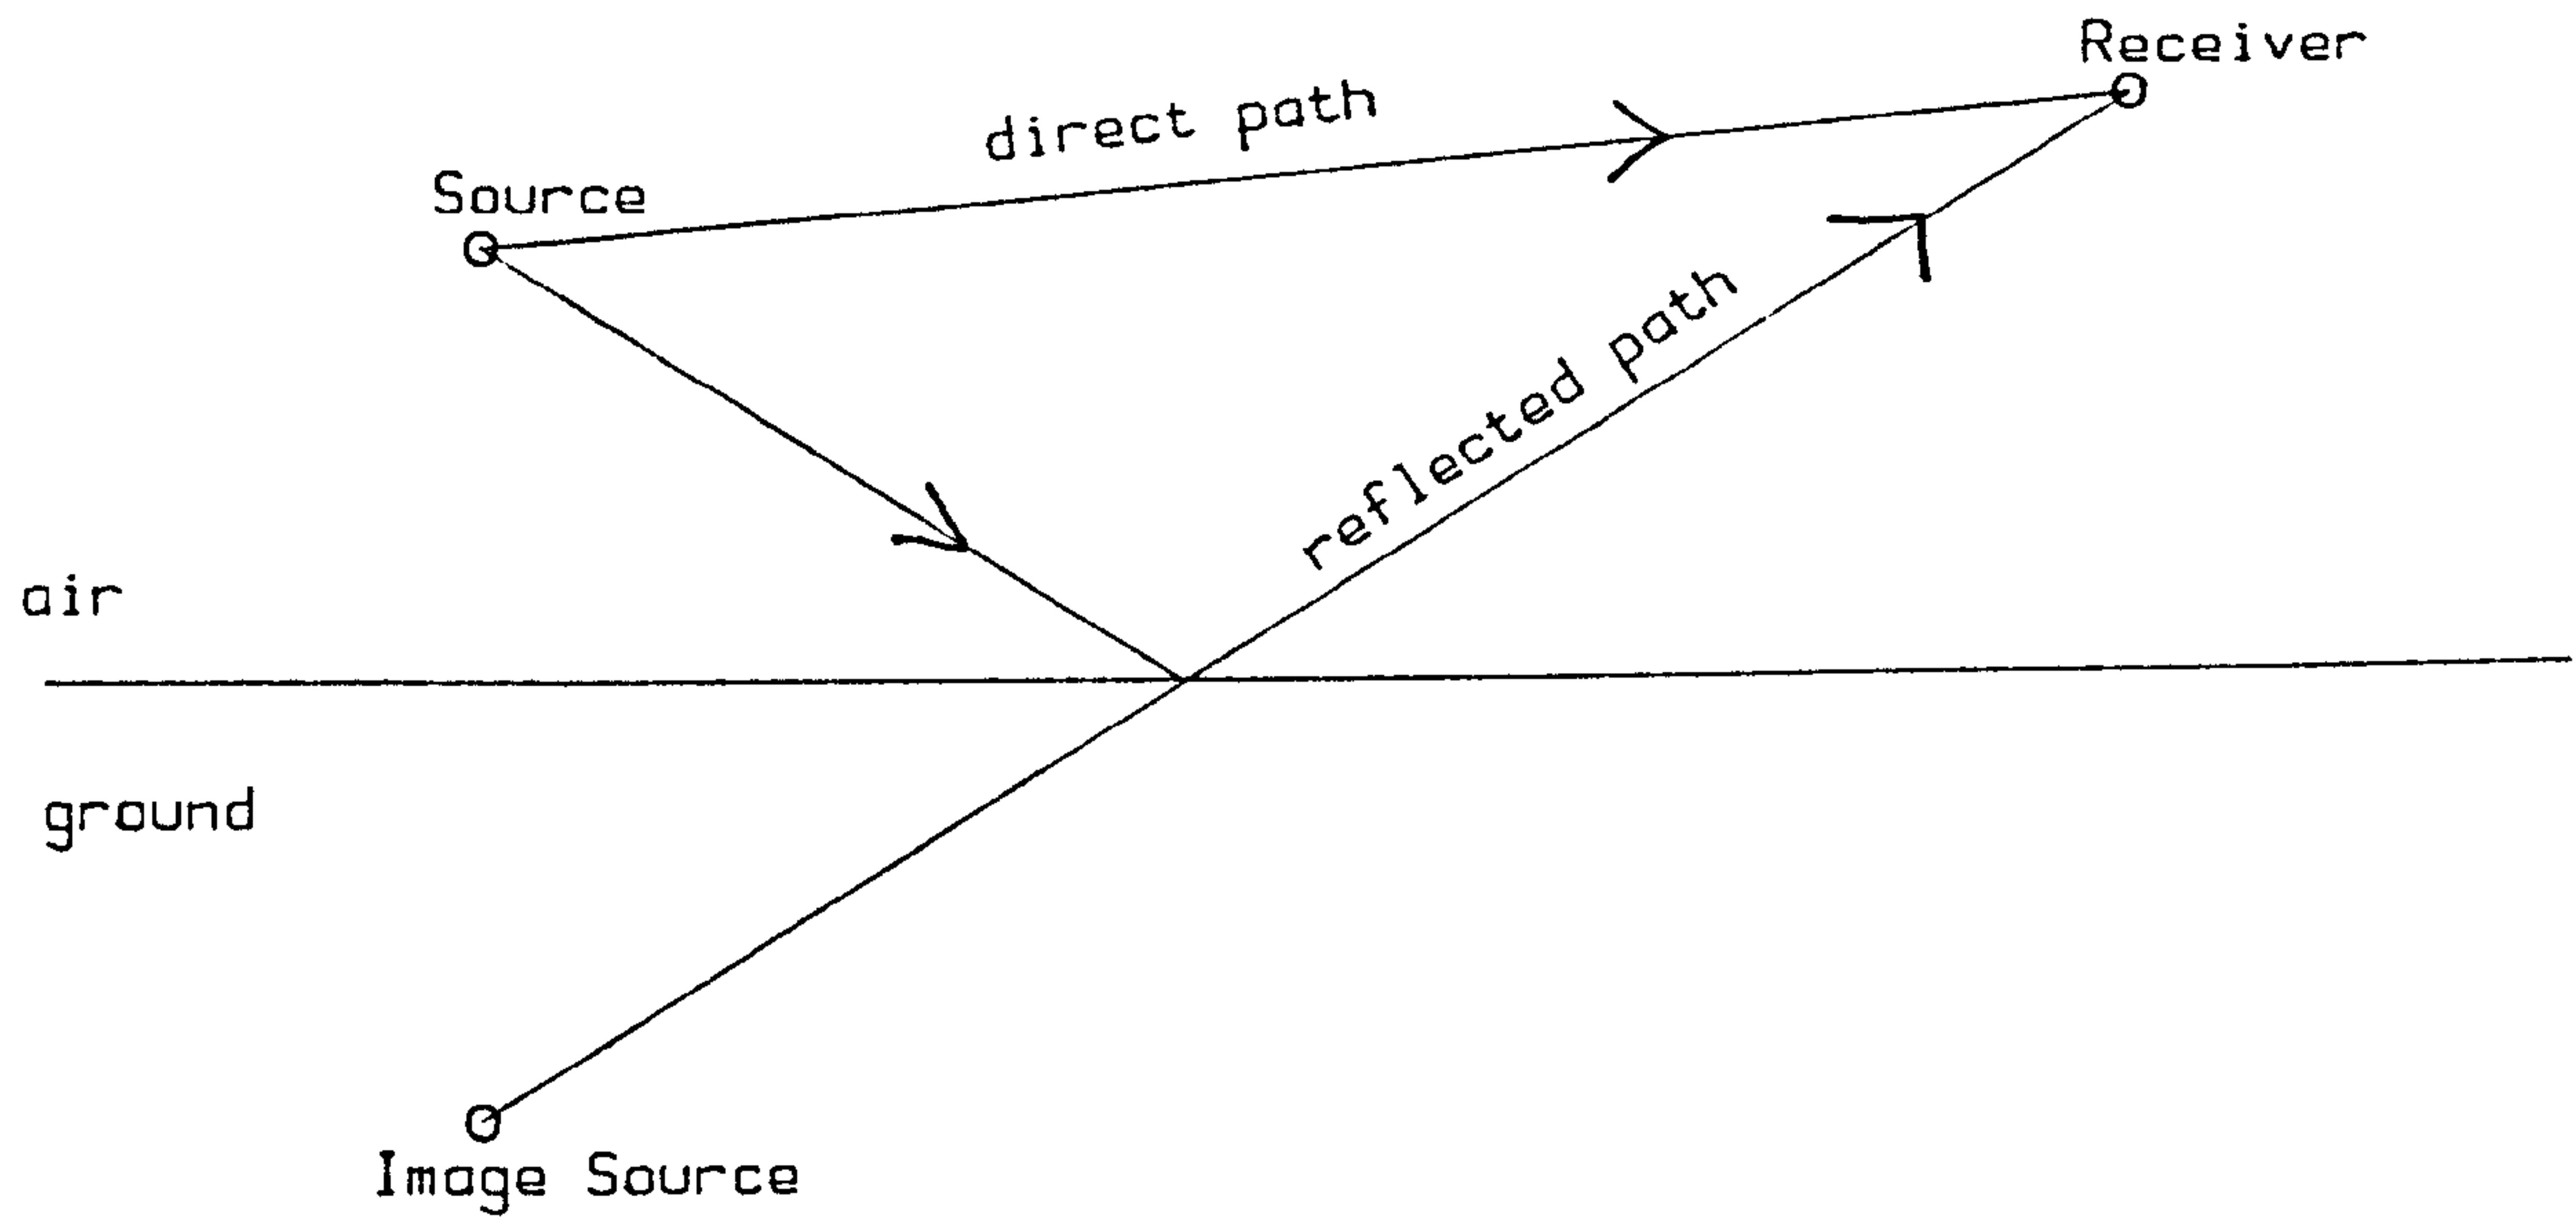 Receiver
direct path
Source
reflected path
air
ground
Image Source